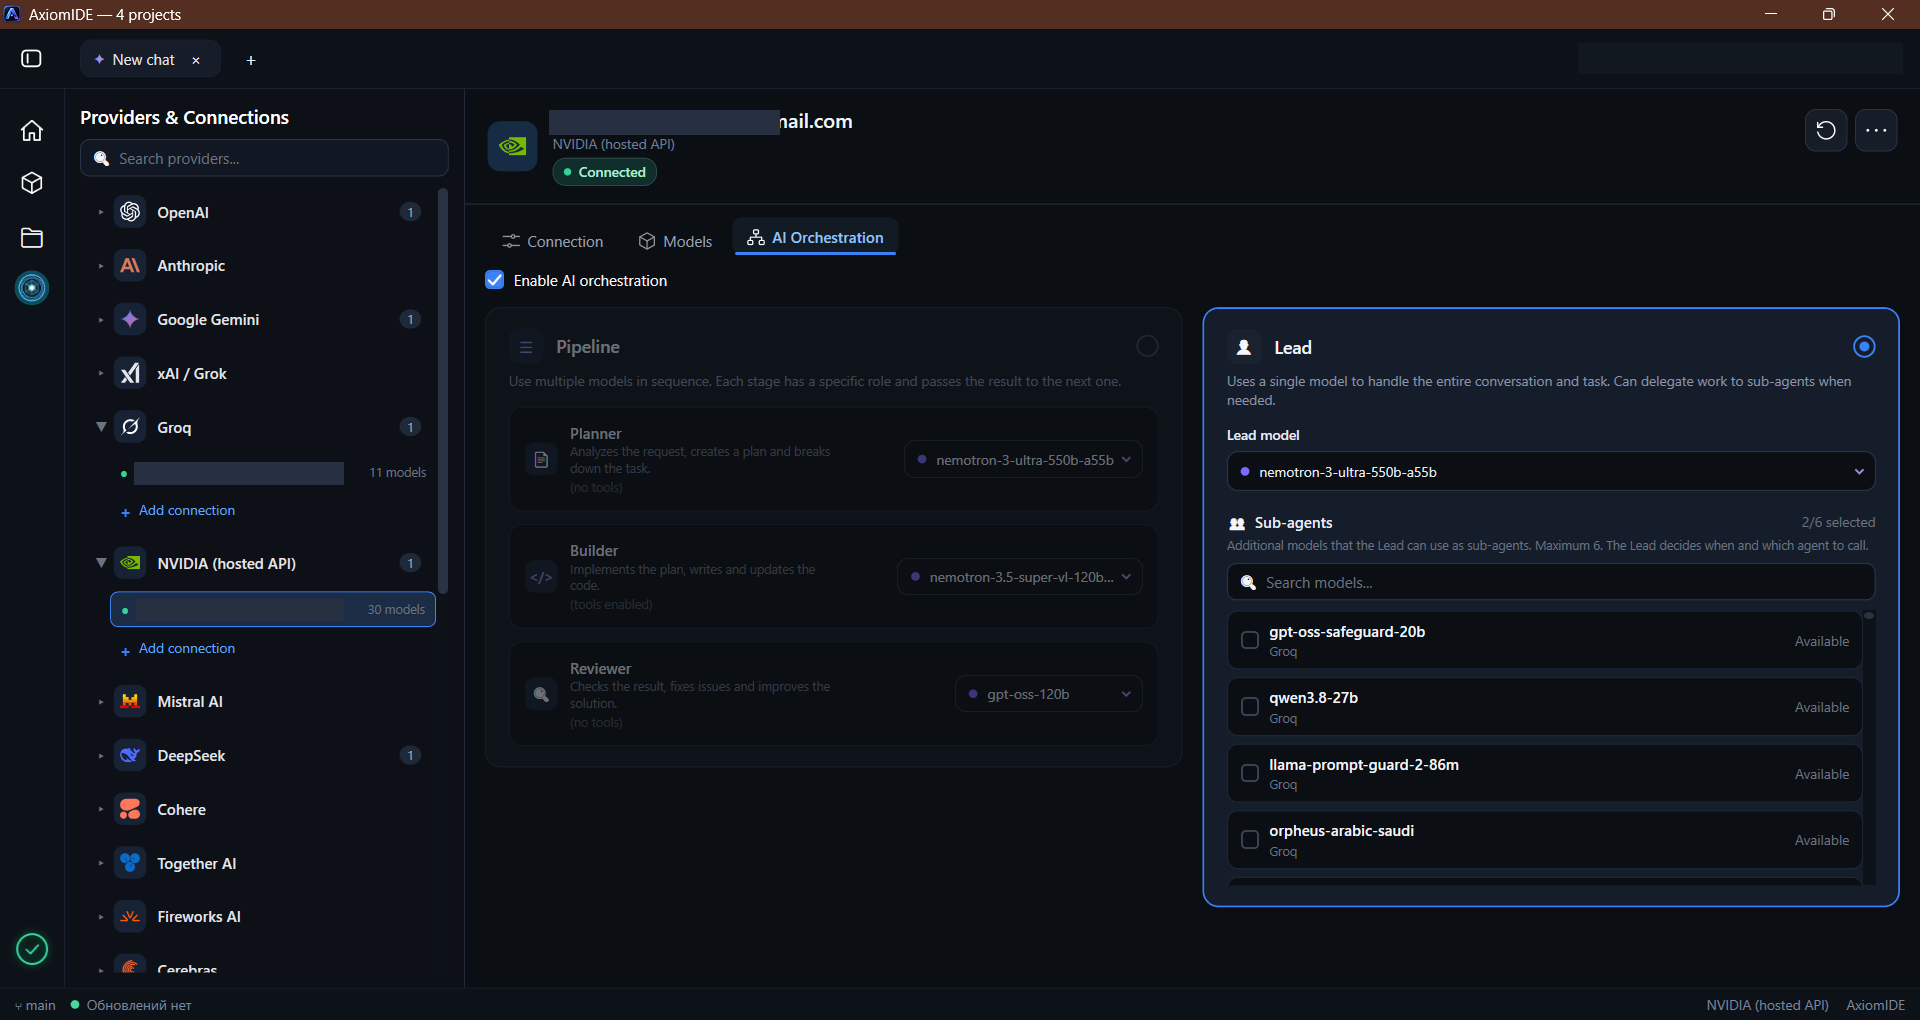 AxiomIDE — 4 projects
New chat
Providers & Connections
Search providers...
OpenAI 1
Anthropic
Google Gemini 1
xAI / Grok
Groq 1
11 models
+ Add connection
NVIDIA (hosted API) 1
30 models
+ Add connection
Mistral AI
DeepSeek 1
Cohere
Together AI
Fireworks AI
Cerebras
mail.com
NVIDIA (hosted API)
Connected
Connection
Models
AI Orchestration
Enable AI orchestration
Pipeline
Use multiple models in sequence. Each stage has a specific role and passes the result to the next one.
Planner
Analyzes the request, creates a plan and breaks
down the task.
(no tools)
nemotron-3-ultra-550b-a55b
Builder
Implements the plan, writes and updates the
code.
(tools enabled)
nemotron-3.5-super-vl-120b...
Reviewer
Checks the result, fixes issues and improves the
solution.
(no tools)
gpt-oss-120b
Lead
Uses a single model to handle the entire conversation and task. Can delegate work to sub-agents when
needed.
Lead model
nemotron-3-ultra-550b-a55b
Sub-agents 2/6 selected
Additional models that the Lead can use as sub-agents. Maximum 6. The Lead decides when and which agent to call.
Search models...
gpt-oss-safeguard-20b
Groq
Available
qwen3.8-27b
Groq
Available
llama-prompt-guard-2-86m
Groq
Available
orpheus-arabic-saudi
Groq
Available
main
Обновлений нет
NVIDIA (hosted API)
AxiomIDE